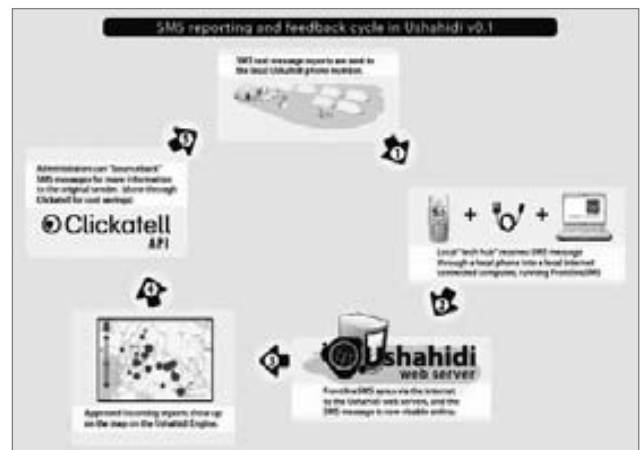 SMS reporting and feedback cycle in Ushahidi v0.1
SMS text message reports are sent to
the local Ushahidi phone number.
1
+ +
Local "tech hub" receives SMS message
through a local phone into a local internet
connected computer, running FrontlineSMS
2
Ushahidi
web server
FrontlineSMS syncs via the internet
to the Ushahidi web servers, and the
SMS message is now visible online.
3
Approved incoming reports show up
on the map on the Ushahidi Engine.
4
Administrators can "bounceback"
SMS messages for more information
to the original sender. (done through
Clickatell for cost savings)
Clickatell
API
5